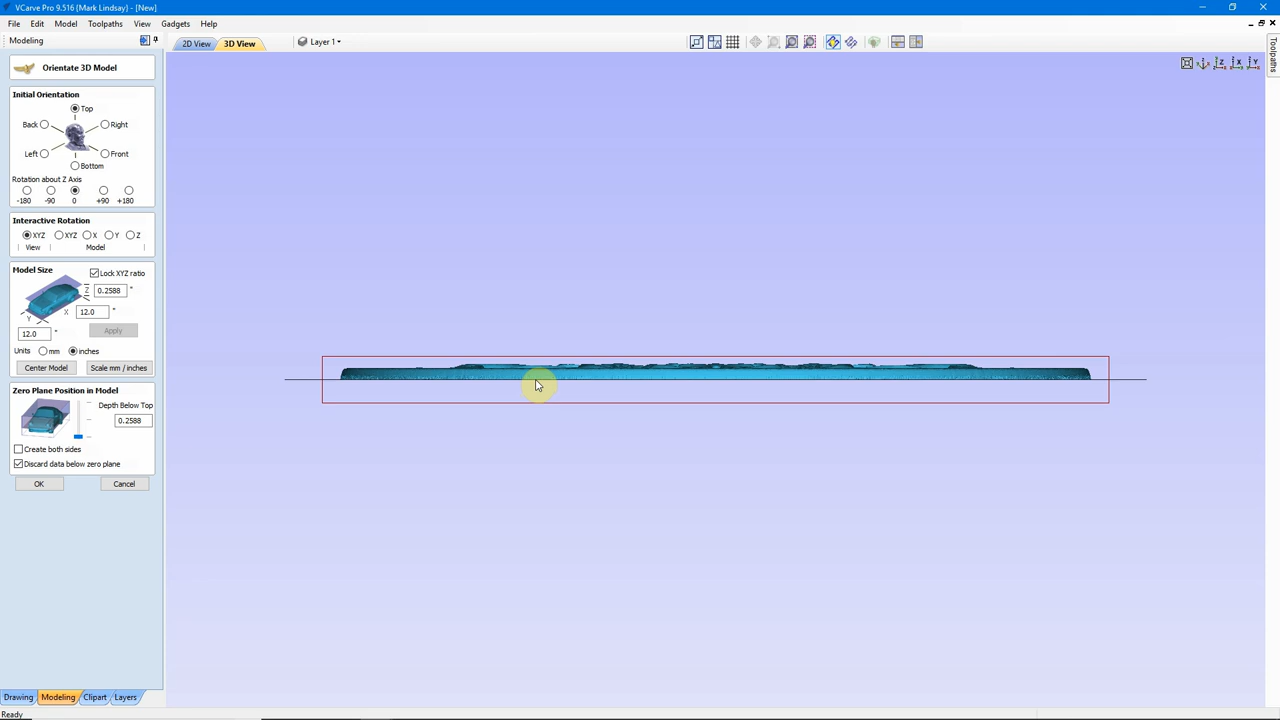 VCarve Pro 9.516 {Mark Lindsay} - [New]
File Edit Model Toolpaths View Gadgets Help
Modeling
2D View 3D View Layer 1
Toolpaths
Orientate 3D Model
Initial Orientation
Top
Back Right
Left Front
Bottom
Rotation about Z Axis
-180 -90 0 +90 +180
Interactive Rotation
XYZ XYZ X Y Z
View Model
Model Size
Lock XYZ ratio
Z 0.2588 "
X 12.0 "
Y
12.0 " Apply
Units mm inches
Center Model Scale mm / inches
Zero Plane Position in Model
Depth Below Top
0.2588
Create both sides
Discard data below zero plane
OK Cancel
Drawing Modeling Clipart Layers
Ready